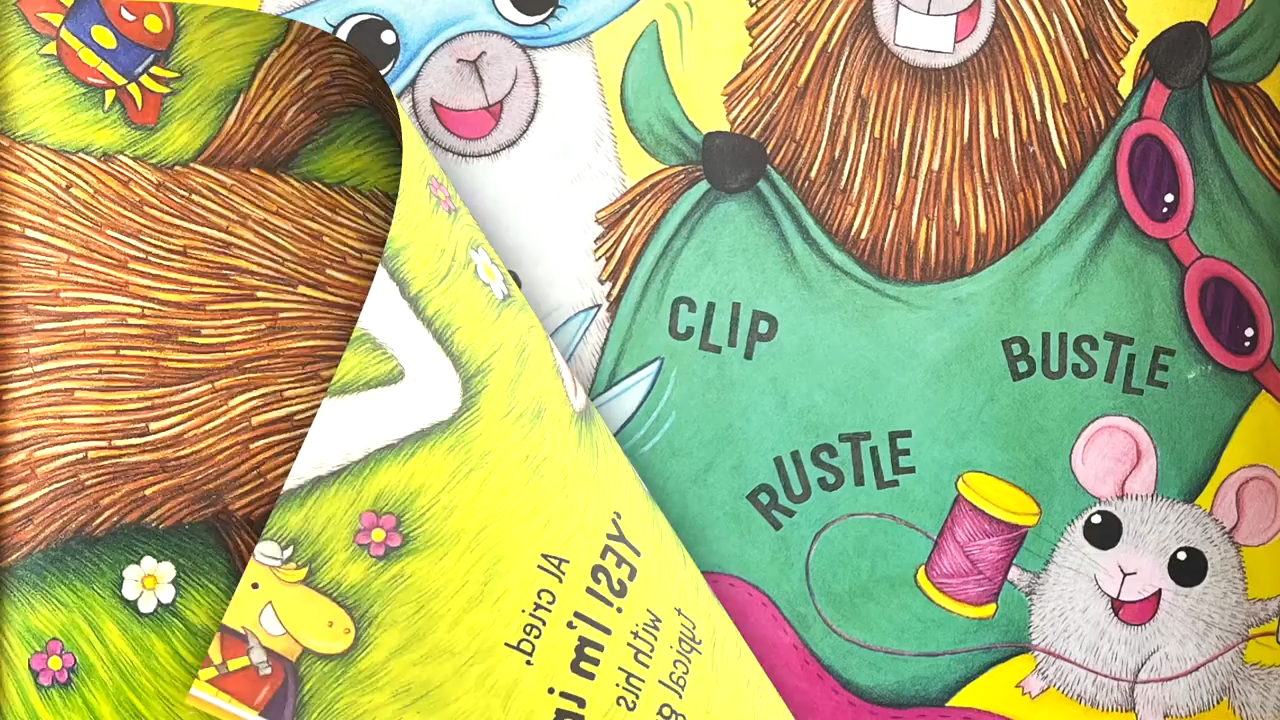 CLIP
BUSTLE
RUSTLE
Al cried,
'YES! I'm i
with his
typical g